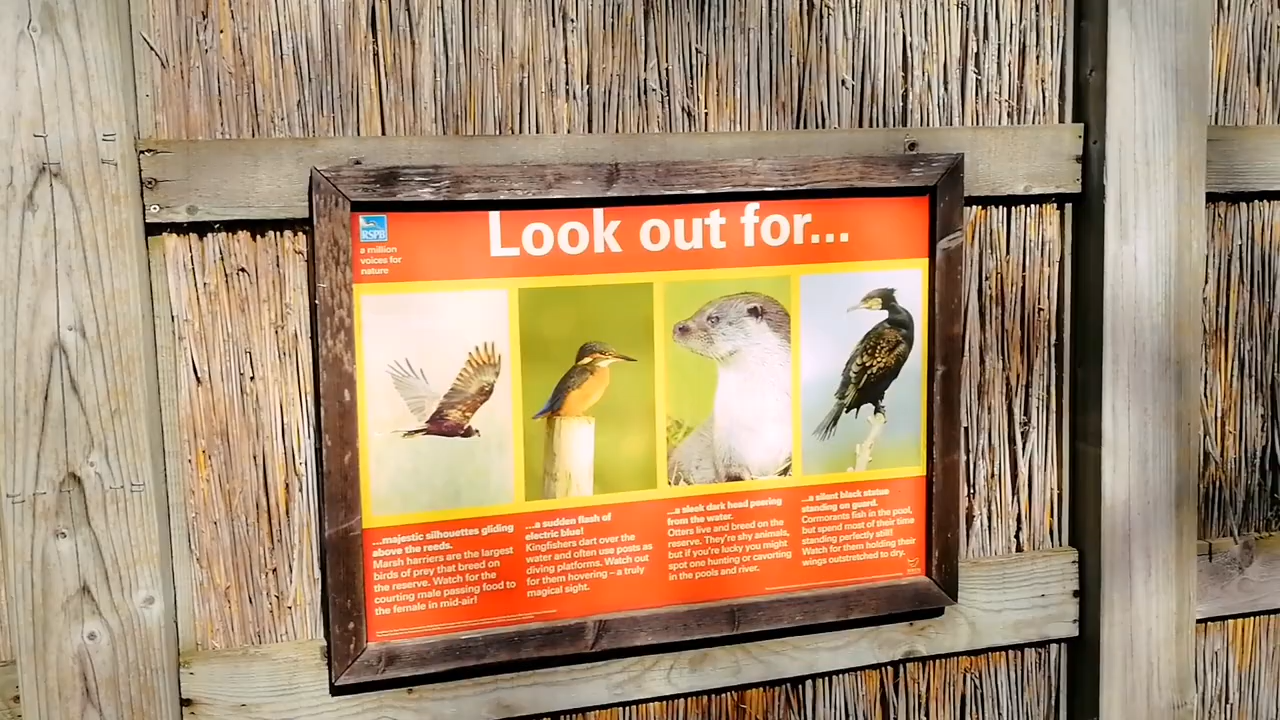 Look out for...
RSPB
a million
voices for
nature
...majestic silhouettes gliding
above the reeds.
Marsh harriers are the largest
birds of prey that breed on
the reserve. Watch for the
courting male passing food to
the female in mid-air!
...a sudden flash of
electric blue!
Kingfishers dart over the
water and often use posts as
diving platforms. Watch out
for them hovering – a truly
magical sight.
...a sleek dark head peering
from the water.
Otters live and breed on the
reserve. They're shy animals,
but if you're lucky you might
spot one hunting or cavorting
in the pools and river.
...a silent black statue
standing on guard.
Cormorants fish in the pool,
but spend most of their time
standing perfectly still!
Watch for them holding their
wings outstretched to dry.